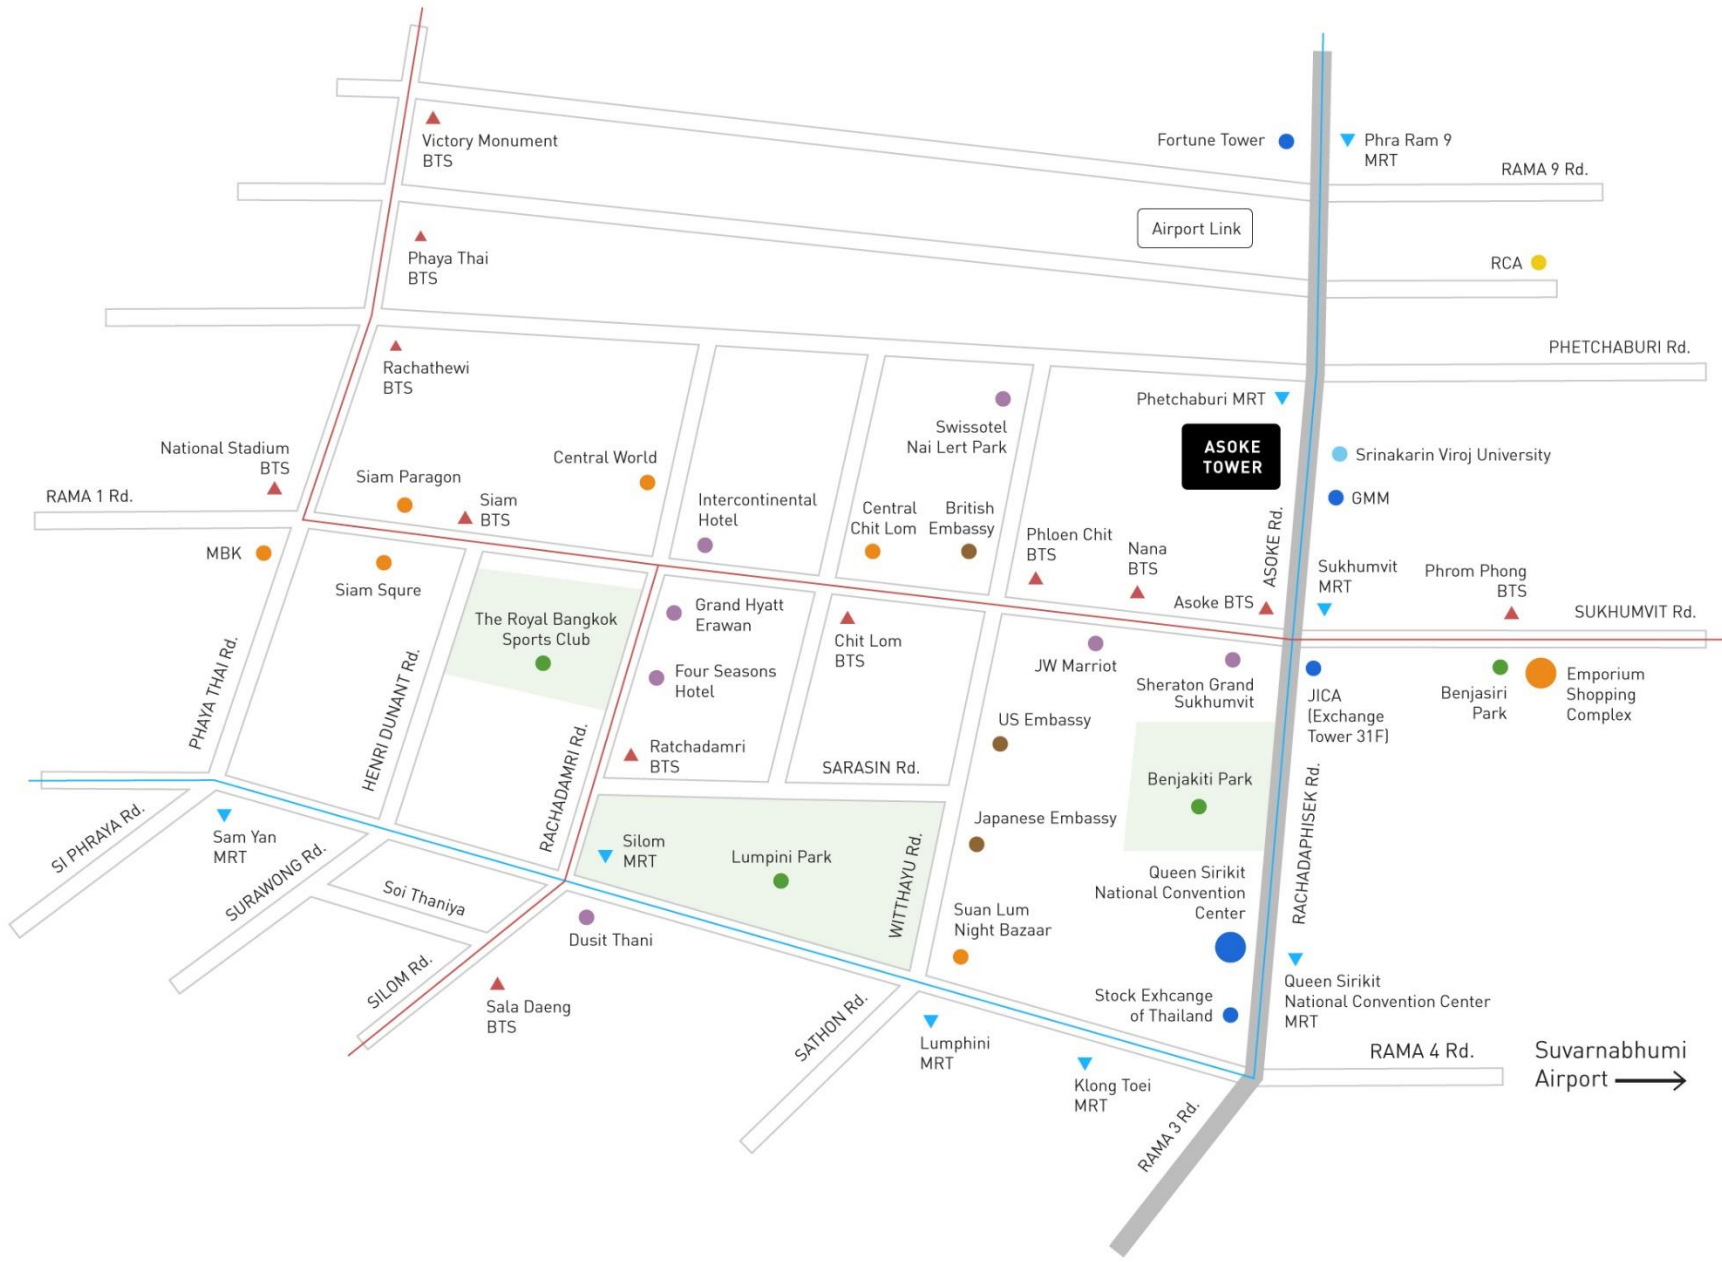 Victory Monument
BTS
Fortune Tower
Phra Ram 9
MRT
RAMA 9 Rd.
Airport Link
Phaya Thai
BTS
RCA
Rachathewi
BTS
PHETCHABURI Rd.
Phetchaburi MRT
ASOKE
TOWER
Swissotel
Nai Lert Park
National Stadium
BTS
Siam Paragon
Central World
Srinakarin Viroj University
RAMA 1 Rd.
Siam
BTS
Intercontinental
Hotel
Central
Chit Lom
British
Embassy
GMM
Phloen Chit
BTS
Nana
BTS
ASOKE Rd.
MBK
Siam Squre
Sukhumvit
MRT
Phrom Phong
BTS
Asoke BTS
SUKHUMVIT Rd.
The Royal Bangkok
Sports Club
Grand Hyatt
Erawan
Chit Lom
BTS
JW Marriot
Sheraton Grand
Sukhumvit
JICA
(Exchange
Tower 31F)
Benjasiri
Park
Emporium
Shopping
Complex
PHAYA THAI Rd.
HENRI DUNANT Rd.
Four Seasons
Hotel
US Embassy
RACHADAMRI Rd.
Ratchadamri
BTS
SARASIN Rd.
Benjakiti Park
RACHADAPHISEK Rd.
SI PHRAYA Rd.
Sam Yan
MRT
SURAWONG Rd.
Silom
MRT
Lumpini Park
WITTHAYU Rd.
Japanese Embassy
Soi Thaniya
Queen Sirikit
National Convention
Center
Dusit Thani
Suan Lum
Night Bazaar
SILOM Rd.
Sala Daeng
BTS
SATHON Rd.
Stock Exhcange
of Thailand
Queen Sirikit
National Convention Center
MRT
Lumphini
MRT
Klong Toei
MRT
RAMA 4 Rd.
Suvarnabhumi
Airport
RAMA 3 Rd.